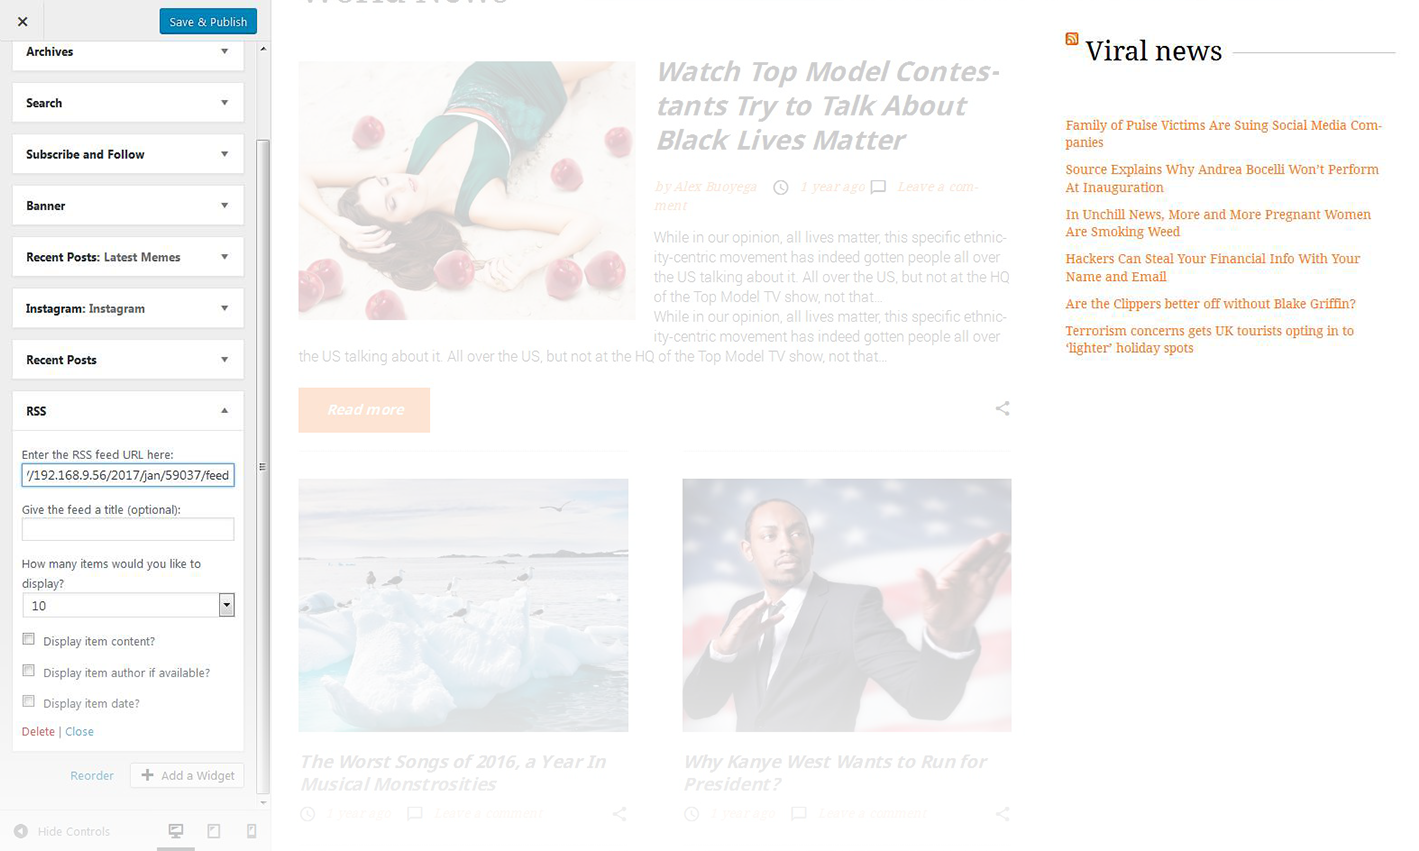 Save & Publish
Archives
Search
Subscribe and Follow
Banner
Recent Posts: Latest Memes
Instagram: Instagram
Recent Posts
RSS
Enter the RSS feed URL here:
//192.168.9.56/2017/jan/59037/feed
Give the feed a title (optional):
How many items would you like to
display?
10
Display item content?
Display item author if available?
Display item date?
Delete | Close
Reorder
Add a Widget
Hide Controls
World News
Watch Top Model Contes-
tants Try to Talk About
Black Lives Matter
by Alex Buoyega 1 year ago Leave a com-
ment
While in our opinion, all lives matter, this specific ethnic-
ity-centric movement has indeed gotten people all over
the US talking about it. All over the US, but not at the HQ
of the Top Model TV show, not that...
While in our opinion, all lives matter, this specific ethnic-
ity-centric movement has indeed gotten people all over
the US talking about it. All over the US, but not at the HQ of the Top Model TV show, not that...
Read more
The Worst Songs of 2016, a Year In
Musical Monstrosities
1 year ago Leave a comment
Why Kanye West Wants to Run for
President?
1 year ago Leave a comment
Viral news
Family of Pulse Victims Are Suing Social Media Com-
panies
Source Explains Why Andrea Bocelli Won’t Perform
At Inauguration
In Unchill News, More and More Pregnant Women
Are Smoking Weed
Hackers Can Steal Your Financial Info With Your
Name and Email
Are the Clippers better off without Blake Griffin?
Terrorism concerns gets UK tourists opting in to
‘lighter’ holiday spots